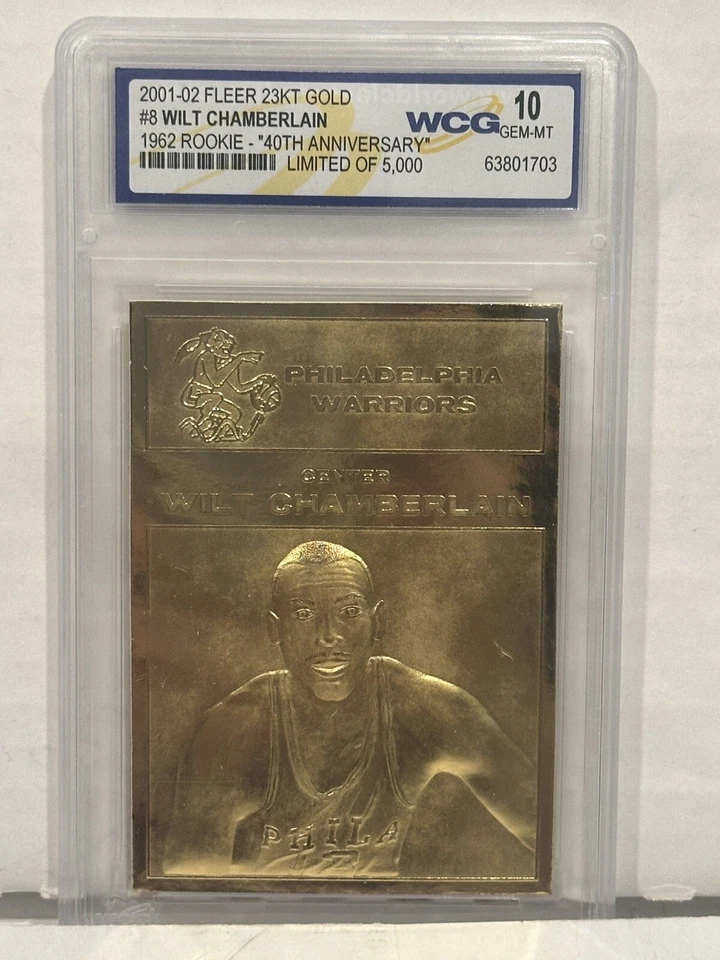 2001-02 FLEER 23KT GOLD
#8 WILT CHAMBERLAIN
1962 ROOKIE - "40TH ANNIVERSARY"
LIMITED OF 5,000
WCG 10
GEM-MT
63801703
PHILADELPHIA
WARRIORS
CENTER
WILT CHAMBERLAIN
PHILA